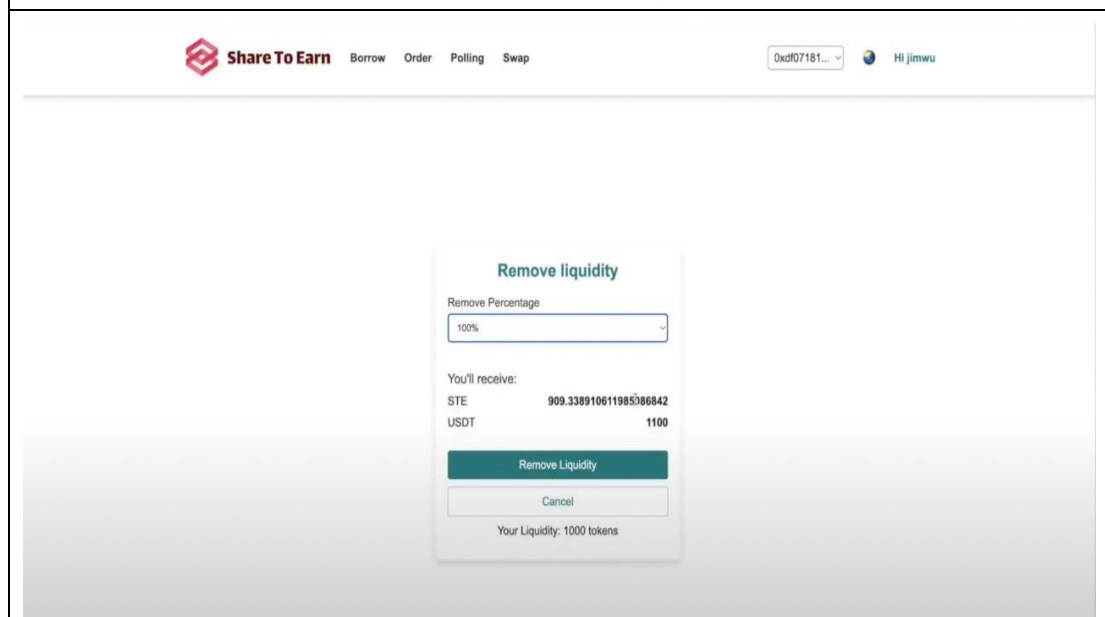 Share To Earn Borrow Order Polling Swap 0xdf07181... Hi jimwu
Remove liquidity
Remove Percentage
100%
You'll receive:
STE 909.338910611985086842
USDT 1100
Remove Liquidity
Cancel
Your Liquidity: 1000 tokens